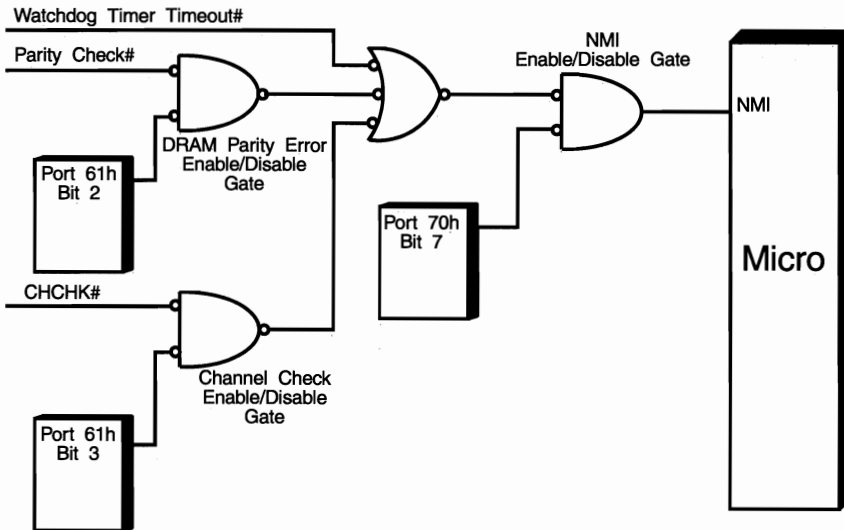 Watchdog Timer Timeout#
Parity Check#
DRAM Parity Error
Enable/Disable
Gate
Port 61h
Bit 2
NMI
Enable/Disable Gate
NMI
Port 70h
Bit 7
Micro
CHCHK#
Channel Check
Enable/Disable
Gate
Port 61h
Bit 3